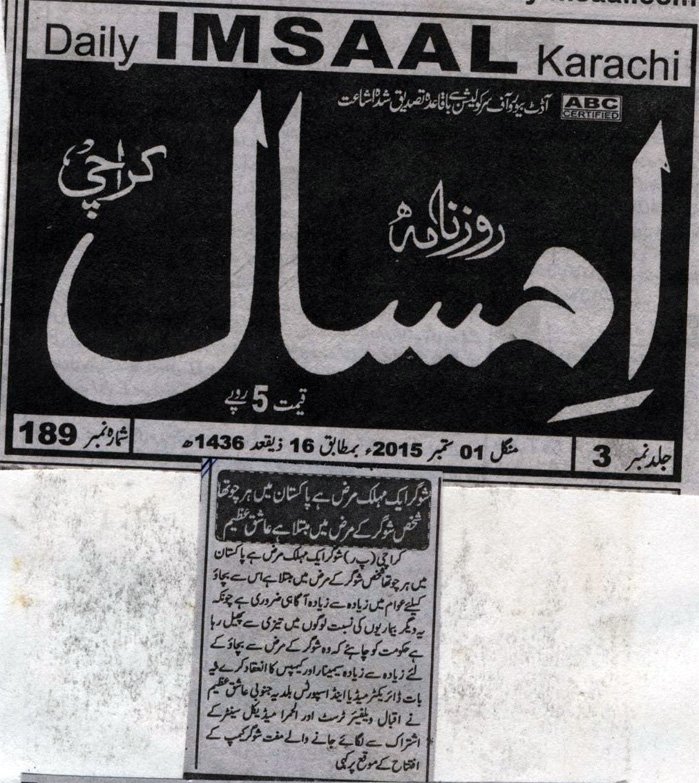 Daily IMSAAL Karachi
آڈٹ بیورو آف سرکولیشن سے باقاعدہ تصدیق شدہ اشاعت ABC CERTIFIED
روزنامہ
اِمسال
کراچی
قیمت 5 روپے
جلد نمبر 3
منگل 01 ستمبر 2015ء بمطابق 16 ذیقعد 1436ھ
شمارہ نمبر 189
شوگر ایک مہلک مرض ہے پاکستان میں ہر چوتھا
شخص شوگر کے مرض میں مبتلا ہے عاشق عظیم
کراچی (پ ر) شوگر ایک مہلک مرض ہے پاکستان
میں ہر چوتھا شخص شوگر کے مرض میں مبتلا ہے اس سے بچاؤ
کیلئے عوام میں زیادہ سے زیادہ آگاہی ضروری ہے چونکہ
یہ دیگر بیماریوں کی نسبت لوگوں میں تیزی سے پھیل رہا
ہے حکومت کو چاہئے کہ وہ شوگر کے مرض سے بچاؤ کے
لئے زیادہ سے زیادہ سیمینار اور کیمپس کا انعقاد کرے یہ
بات ڈائریکٹر میڈیا اینڈ اسپورٹس بلدیہ جنوبی عاشق عظیم
نے اقبال ویلفیئر ٹرسٹ اور الحرا میڈیکل سینٹر کے
اشتراک سے لگائے جانے والے مفت شوگر کیمپ کے
افتتاح کے موقع پر کہی